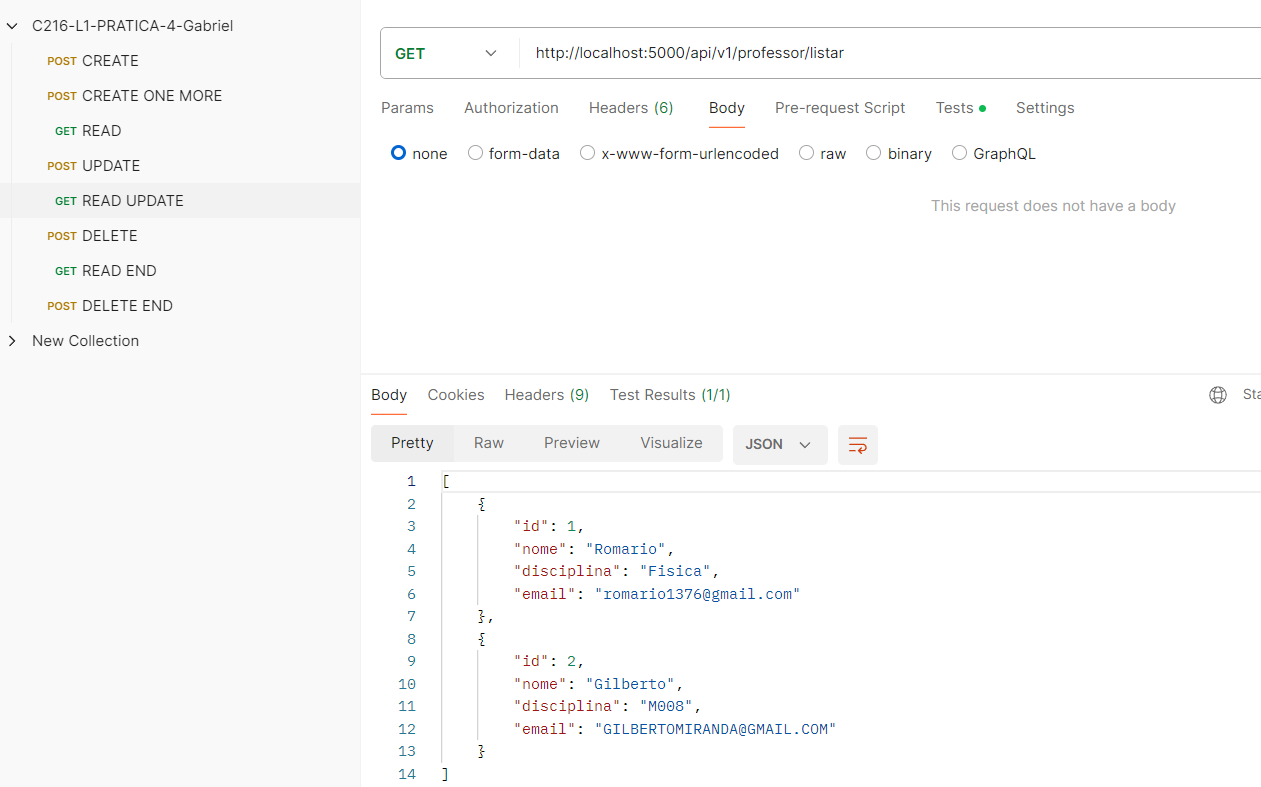 C216-L1-PRATICA-4-Gabriel
POST CREATE
POST CREATE ONE MORE
GET READ
POST UPDATE
GET READ UPDATE
POST DELETE
GET READ END
POST DELETE END
New Collection
GET http://localhost:5000/api/v1/professor/listar
Params Authorization Headers (6) Body Pre-request Script Tests Settings
none form-data x-www-form-urlencoded raw binary GraphQL
This request does not have a body
Body Cookies Headers (9) Test Results (1/1) Sta
Pretty Raw Preview Visualize JSON
1 [
2 {
3 "id": 1,
4 "nome": "Romario",
5 "disciplina": "Fisica",
6 "email": "romario1376@gmail.com"
7 },
8 {
9 "id": 2,
10 "nome": "Gilberto",
11 "disciplina": "M008",
12 "email": "GILBERTOMIRANDA@GMAIL.COM"
13 }
14 ]